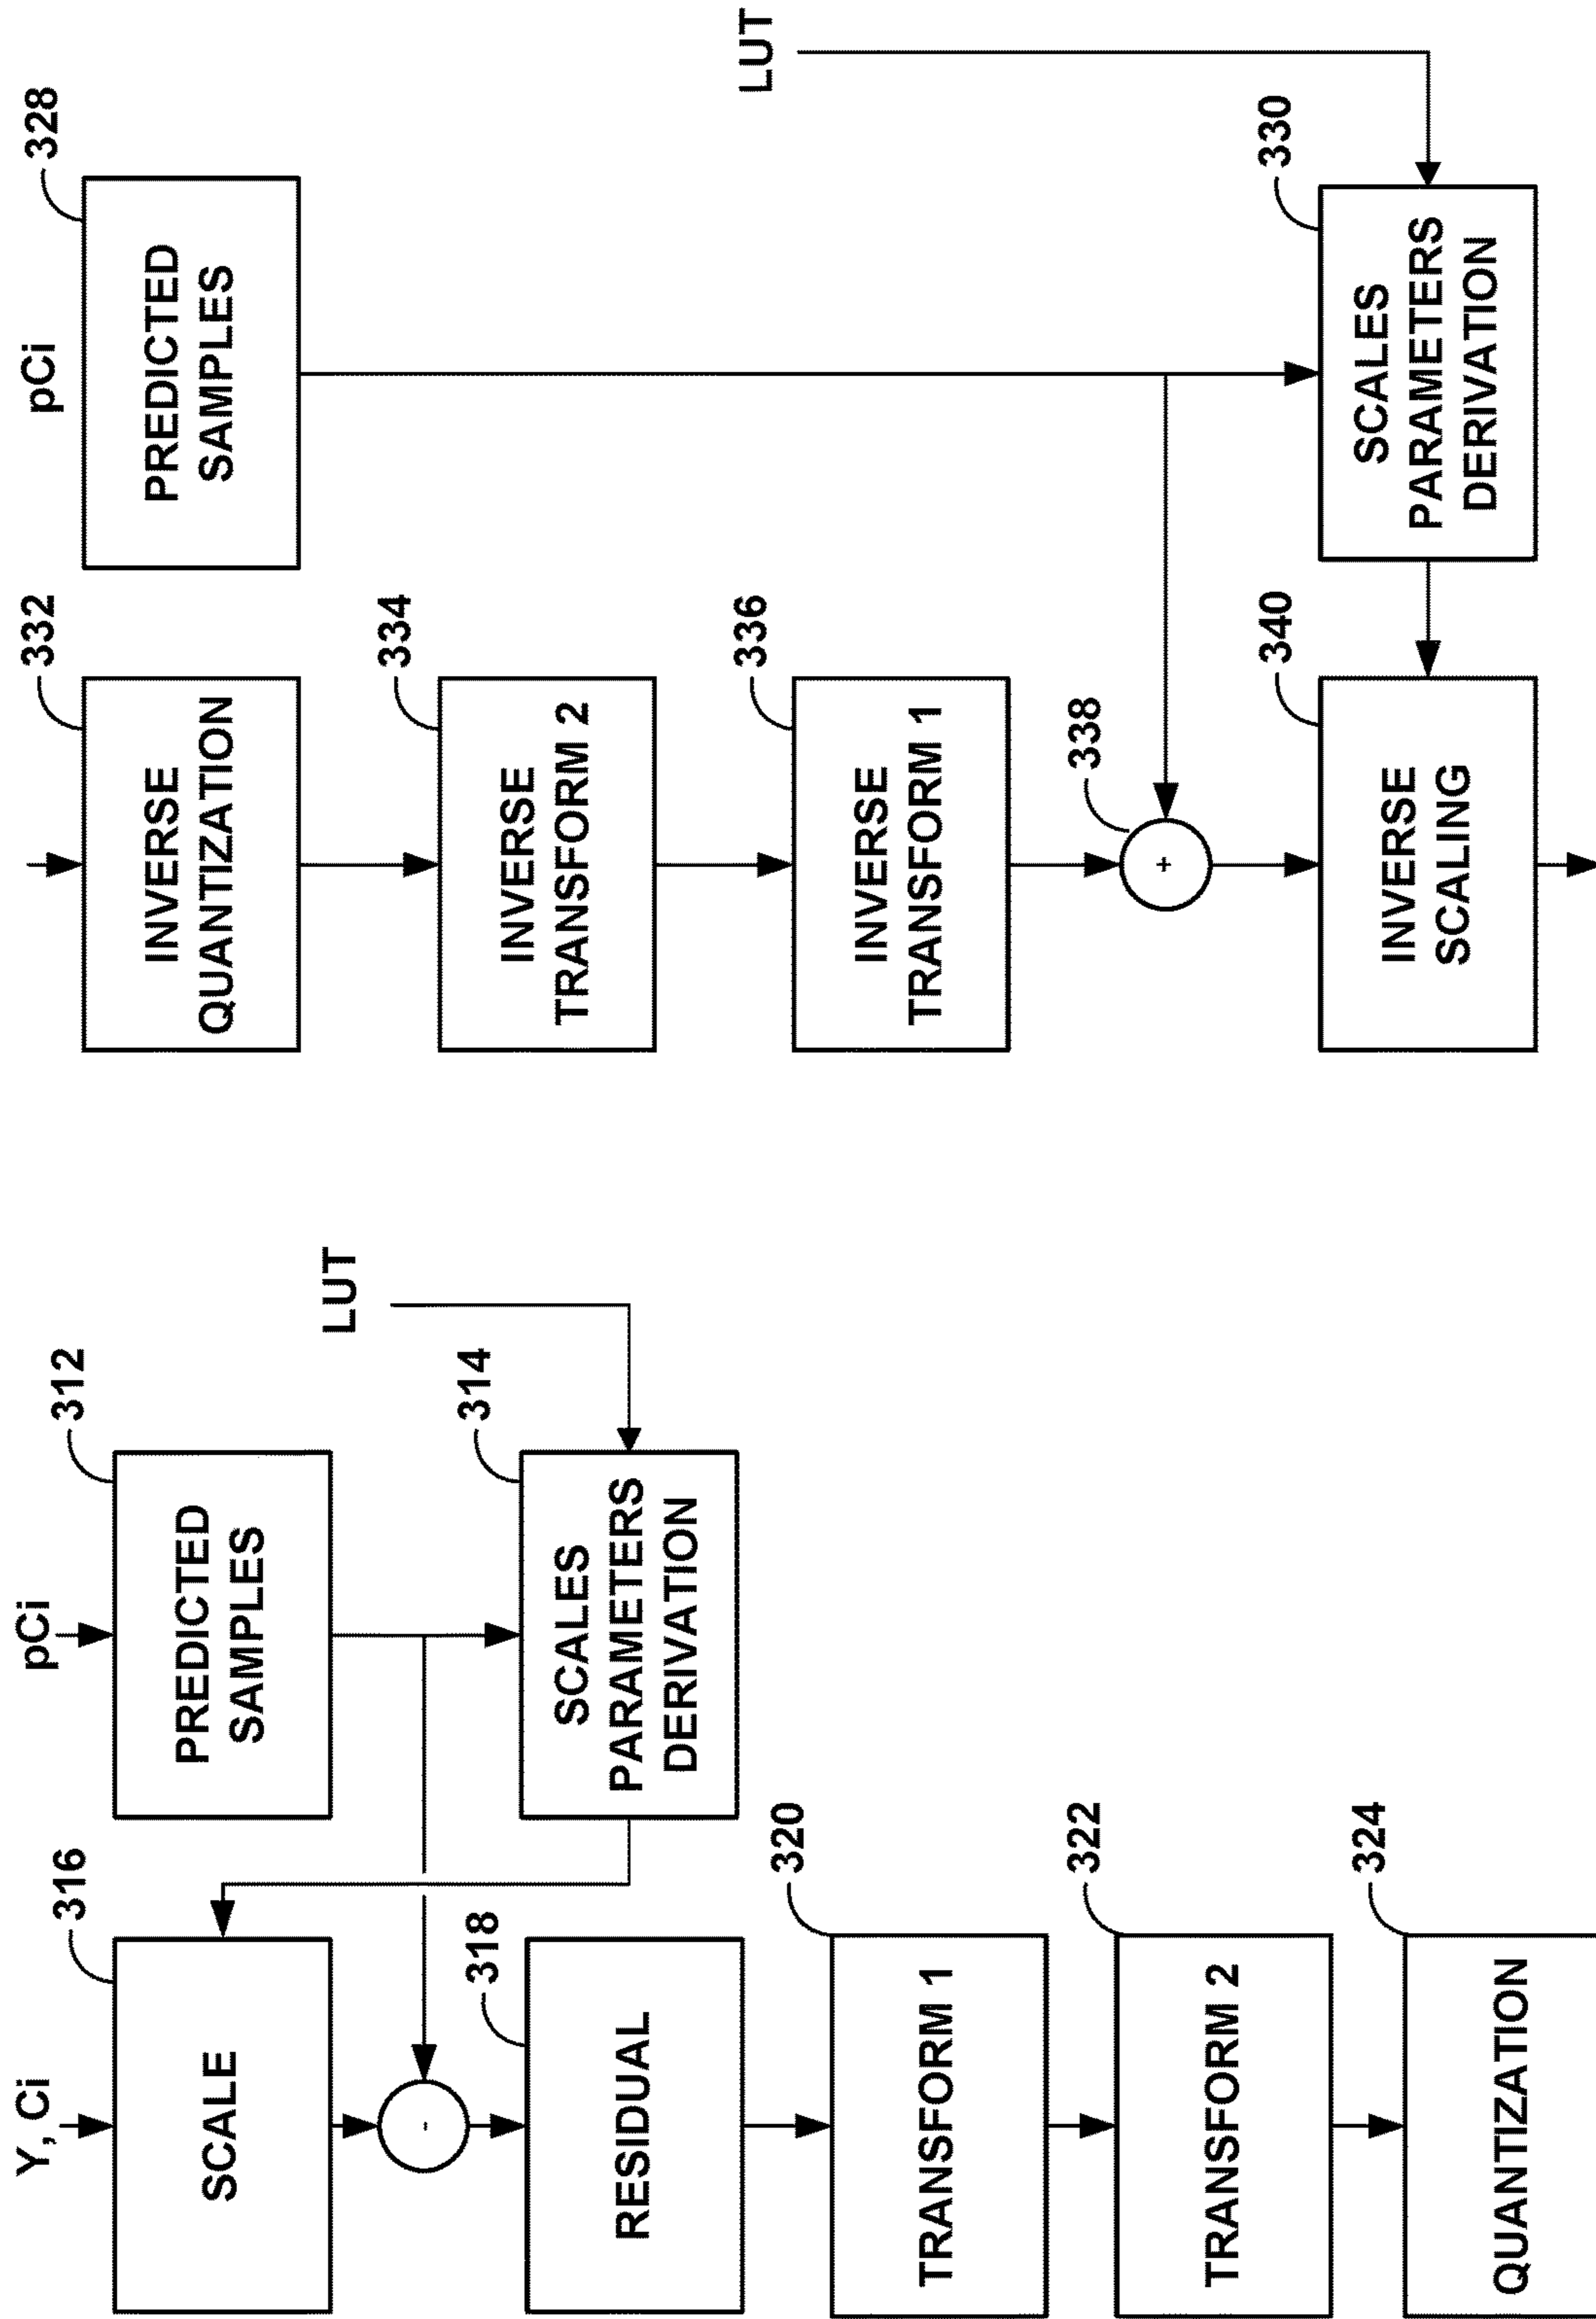 Y, Ci
316
SCALE
pCi
312
PREDICTED
SAMPLES
LUT
314
SCALES
PARAMETERS
DERIVATION
-
318
RESIDUAL
320
TRANSFORM 1
322
TRANSFORM 2
324
QUANTIZATION
332
INVERSE
QUANTIZATION
pCi
328
PREDICTED
SAMPLES
334
INVERSE
TRANSFORM 2
336
INVERSE
TRANSFORM 1
LUT
338
+
330
SCALES
PARAMETERS
DERIVATION
340
INVERSE
SCALING